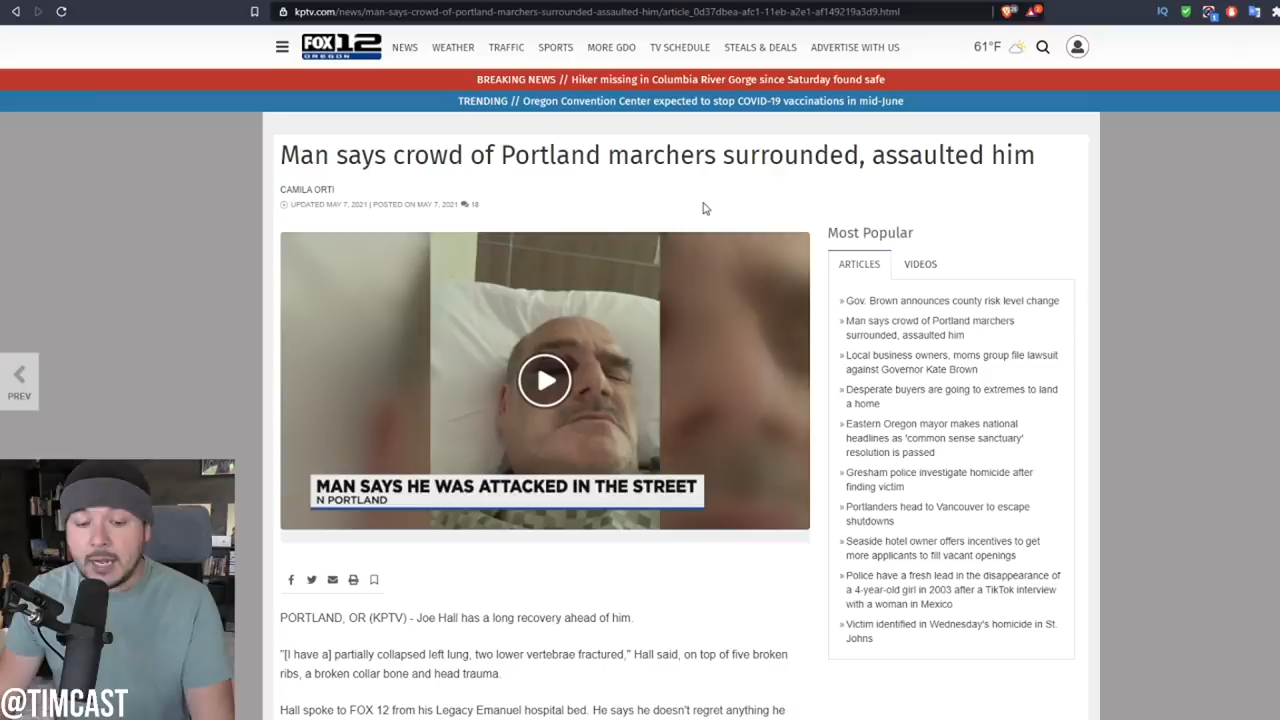 kptv.com/news/man-says-crowd-of-portland-marchers-surrounded-assaulted-him/article_0d37dbea-afc1-11eb-a2e1-af149219a3d9.html
FOX 12 OREGON
NEWS WEATHER TRAFFIC SPORTS MORE GDO TV SCHEDULE STEALS & DEALS ADVERTISE WITH US
61°F
BREAKING NEWS // Hiker missing in Columbia River Gorge since Saturday found safe
TRENDING // Oregon Convention Center expected to stop COVID-19 vaccinations in mid-June
Man says crowd of Portland marchers surrounded, assaulted him
CAMILA ORTI
UPDATED MAY 7, 2021 | POSTED ON MAY 7, 2021 18
MAN SAYS HE WAS ATTACKED IN THE STREET
N PORTLAND
PREV
PORTLAND, OR (KPTV) - Joe Hall has a long recovery ahead of him.
"[I have a] partially collapsed left lung, two lower vertebrae fractured," Hall said, on top of five broken
ribs, a broken collar bone and head trauma.
Hall spoke to FOX 12 from his Legacy Emanuel hospital bed. He says he doesn't regret anything he
Most Popular
ARTICLES VIDEOS
» Gov. Brown announces county risk level change
» Man says crowd of Portland marchers
surrounded, assaulted him
» Local business owners, moms group file lawsuit
against Governor Kate Brown
» Desperate buyers are going to extremes to land
a home
» Eastern Oregon mayor makes national
headlines as 'common sense sanctuary'
resolution is passed
» Gresham police investigate homicide after
finding victim
» Portlanders head to Vancouver to escape
shutdowns
» Seaside hotel owner offers incentives to get
more applicants to fill vacant openings
» Police have a fresh lead in the disappearance of
a 4-year-old girl in 2003 after a TikTok interview
with a woman in Mexico
» Victim identified in Wednesday's homicide in St.
Johns
@TIMCAST